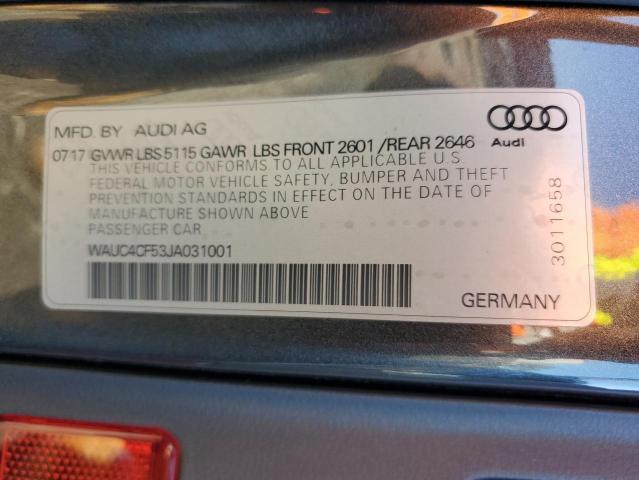 MFD. BY AUDI AG
0717 GVWR LBS 5115 GAWR LBS FRONT 2601 /REAR 2646
THIS VEHICLE CONFORMS TO ALL APPLICABLE U.S.
FEDERAL MOTOR VEHICLE SAFETY, BUMPER AND THEFT
PREVENTION STANDARDS IN EFFECT ON THE DATE OF
MANUFACTURE SHOWN ABOVE
PASSENGER CAR
WAUC4CF53JA031001
Audi
3011658
GERMANY